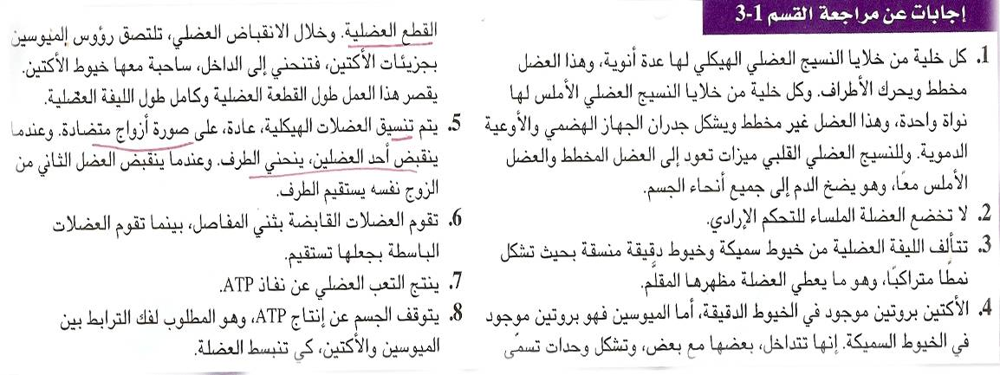 إجابات عن مراجعة القسم 1-3
1. كل خلية من خلايا النسيج العضلي الهيكلي لها عدة أنوية، وهذا العضل
مخطط ويحرك الأطراف. وكل خلية من خلايا النسيج العضلي الأملس لها
نواة واحدة، وهذا العضل غير مخطط ويشكل جدران الجهاز الهضمي والأوعية
الدموية. وللنسيج العضلي القلبي ميزات تعود إلى العضل المخطط والعضل
الأملس معًا، وهو يضخ الدم إلى جميع أنحاء الجسم.
2. لا تخضع العضلة الملساء للتحكم الإرادي.
3. تتألف الليفة العضلية من خيوط سميكة وخيوط دقيقة منسقة بحيث تشكل
نمطًا متراكبًا، وهو ما يعطي العضلة مظهرها المقلّم.
4. الأكتين بروتين موجود في الخيوط الدقيقة، أما الميوسين فهو بروتين موجود
في الخيوط السميكة. إنها تتداخل، بعضها مع بعض، وتشكل وحدات تسمّى
القطع العضلية. وخلال الانقباض العضلي، تلتصق رؤوس الميوسين
بجزيئات الأكتين، فتنحني إلى الداخل، ساحبة معها خيوط الأكتين.
يقصر هذا العمل طول القطعة العضلية وكامل طول الليفة العضلية.
5. يتم تنسيق العضلات الهيكلية، عادة، على صورة أزواج متضادة. وعندما
ينقبض أحد العضلين، ينحني الطرف. وعندما ينقبض العضل الثاني من
الزوج نفسه يستقيم الطرف.
6. تقوم العضلات القابضة بثني المفاصل، بينما تقوم العضلات
الباسطة بجعلها تستقيم.
7. ينتج التعب العضلي عن نفاذ ATP.
8. يتوقف الجسم عن إنتاج ATP، وهو المطلوب لفك الترابط بين
الميوسين والأكتين، كي تنبسط العضلة.